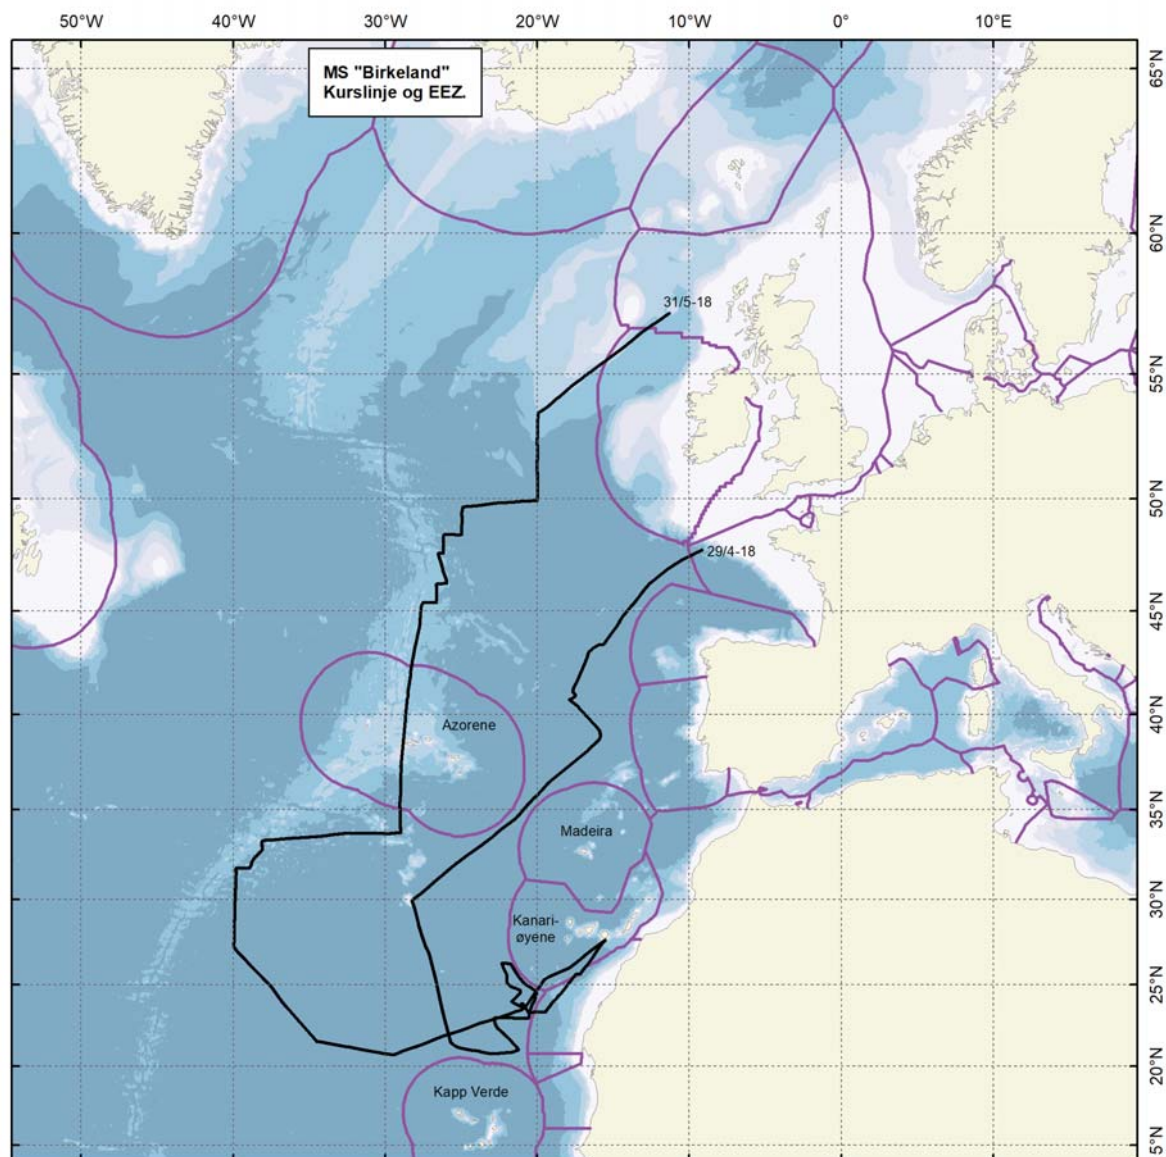 50°W 40°W 30°W 20°W 10°W 0° 10°E
MS "Birkeland"
Kurslinje og EEZ.
65°N
60°N
31/5-18
55°N
50°N
29/4-18
45°N
Azorene
40°N
35°N
Madeira
30°N
Kanari-
øyene
25°N
20°N
Kapp Verde
5°N